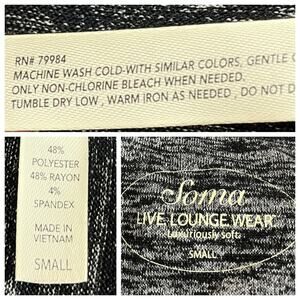 RN# 79984
MACHINE WASH COLD-WITH SIMILAR COLORS, GENTLE
ONLY NON-CHLORINE BLEACH WHEN NEEDED.
TUMBLE DRY LOW , WARM IRON AS NEEDED , DO NOT D
48%
POLYESTER
48% RAYON
4%
SPANDEX
MADE IN
VIETNAM
SMALL
Soma
LIVE. LOUNGE. WEAR.
Luxuriously soft.
SMALL